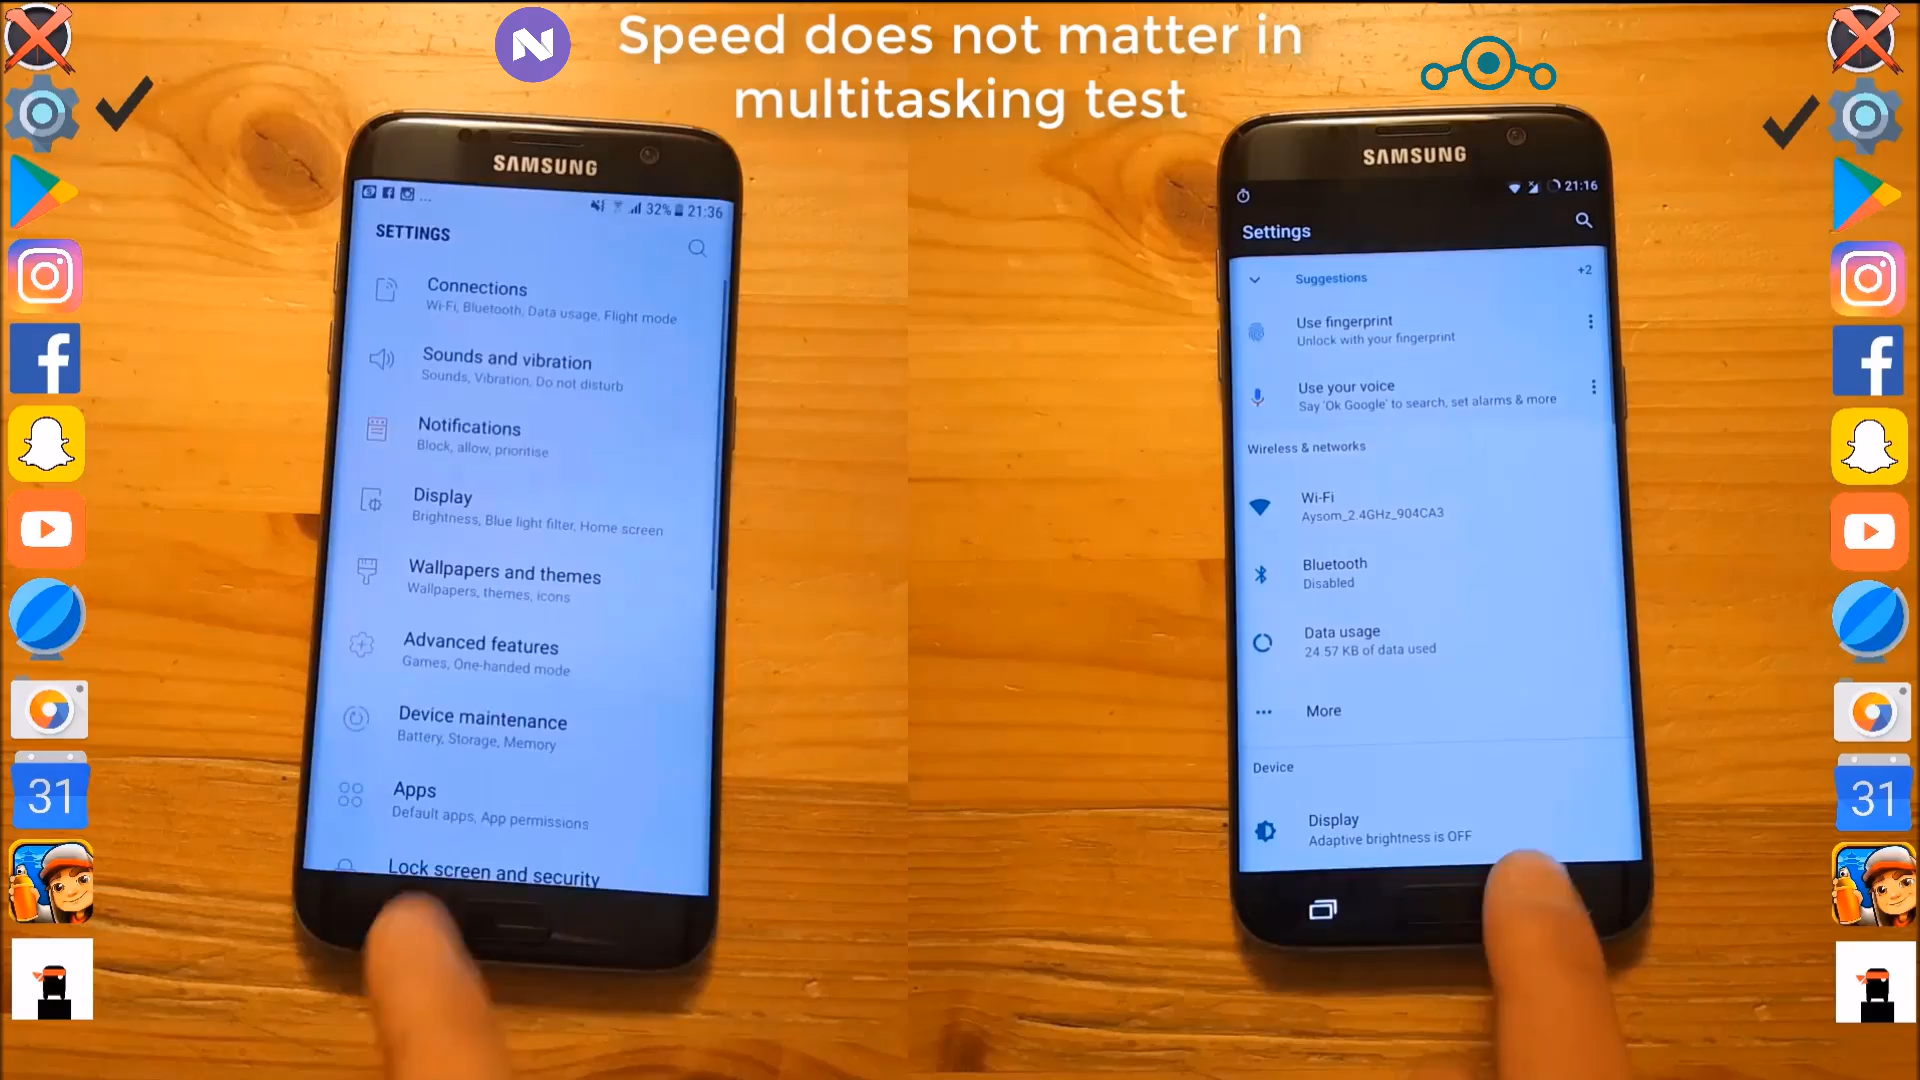 Speed does not matter in
multitasking test
N
SAMSUNG
32% 21:36
SETTINGS
Connections
Wi-Fi, Bluetooth, Data usage, Flight mode
Sounds and vibration
Sounds, Vibration, Do not disturb
Notifications
Block, allow, prioritise
Display
Brightness, Blue light filter, Home screen
Wallpapers and themes
Wallpapers, themes, icons
Advanced features
Games, One-handed mode
Device maintenance
Battery, Storage, Memory
Apps
Default apps, App permissions
Lock screen and security
SAMSUNG
21:16
Settings
Suggestions +2
Use fingerprint
Unlock with your fingerprint
Use your voice
Say 'Ok Google' to search, set alarms & more
Wireless & networks
Wi-Fi
Aysom_2.4GHz_904CA3
Bluetooth
Disabled
Data usage
24.57 KB of data used
More
Device
Display
Adaptive brightness is OFF
f
31
f
31